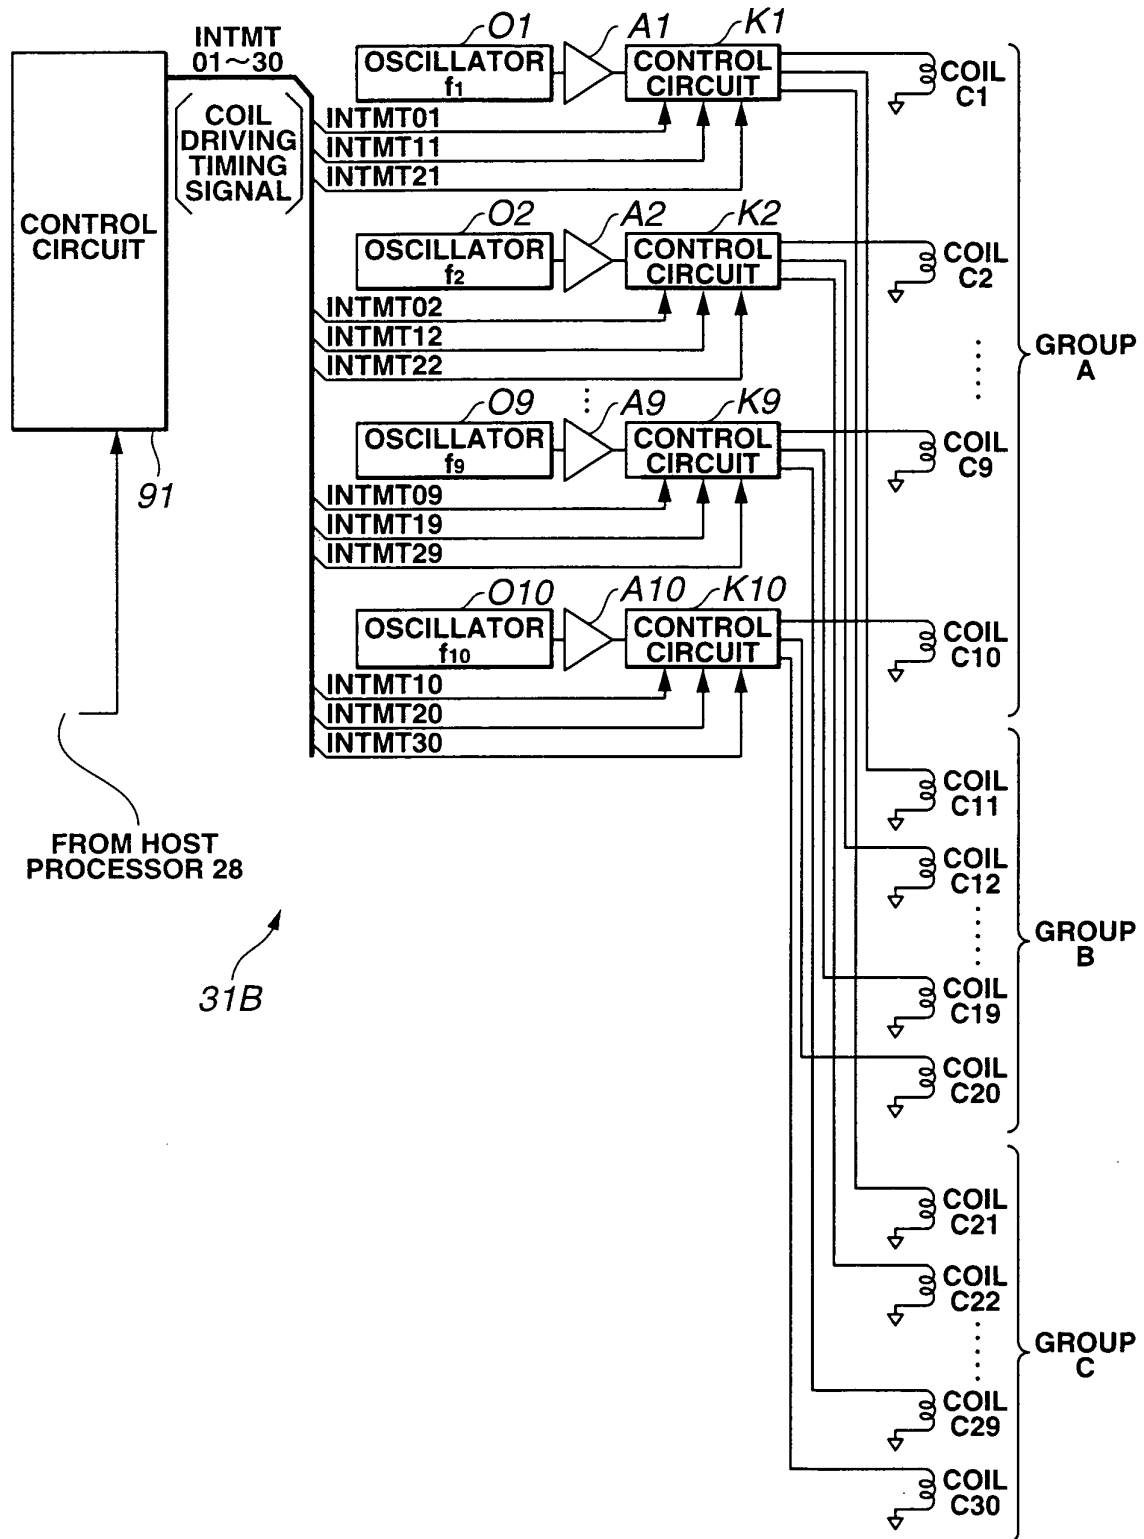 INTMT
01～30
COIL
DRIVING
TIMING
SIGNAL
CONTROL
CIRCUIT
91
FROM HOST
PROCESSOR 28
31B
O1
A1
K1
OSCILLATOR
f1
CONTROL
CIRCUIT
INTMT01
INTMT11
INTMT21
COIL
C1
O2
A2
K2
OSCILLATOR
f2
CONTROL
CIRCUIT
INTMT02
INTMT12
INTMT22
COIL
C2
O9
A9
K9
OSCILLATOR
f9
CONTROL
CIRCUIT
INTMT09
INTMT19
INTMT29
COIL
C9
O10
A10
K10
OSCILLATOR
f10
CONTROL
CIRCUIT
INTMT10
INTMT20
INTMT30
COIL
C10
GROUP
A
COIL
C11
COIL
C12
COIL
C19
COIL
C20
GROUP
B
COIL
C21
COIL
C22
COIL
C29
COIL
C30
GROUP
C